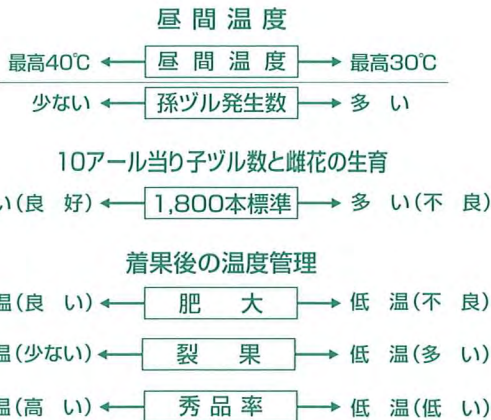 昼間温度
最高40℃ ← 昼間温度 → 最高30℃
少ない ← 孫ヅル発生数 → 多い
10アール当り子ヅル数と雌花の生育
い(良好) ← 1,800本標準 → 多い(不良)
着果後の温度管理
温(良い) ← 肥大 → 低温(不良)
温(少ない) ← 裂果 → 低温(多い)
温(高い) ← 秀品率 → 低温(低い)